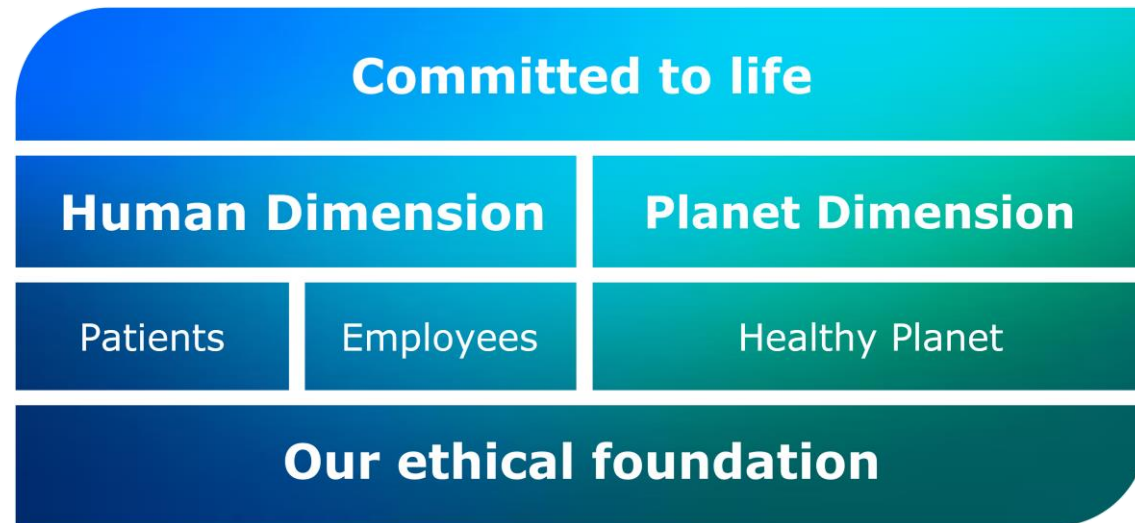 Committed to life
Human Dimension
Planet Dimension
Patients
Employees
Healthy Planet
Our ethical foundation